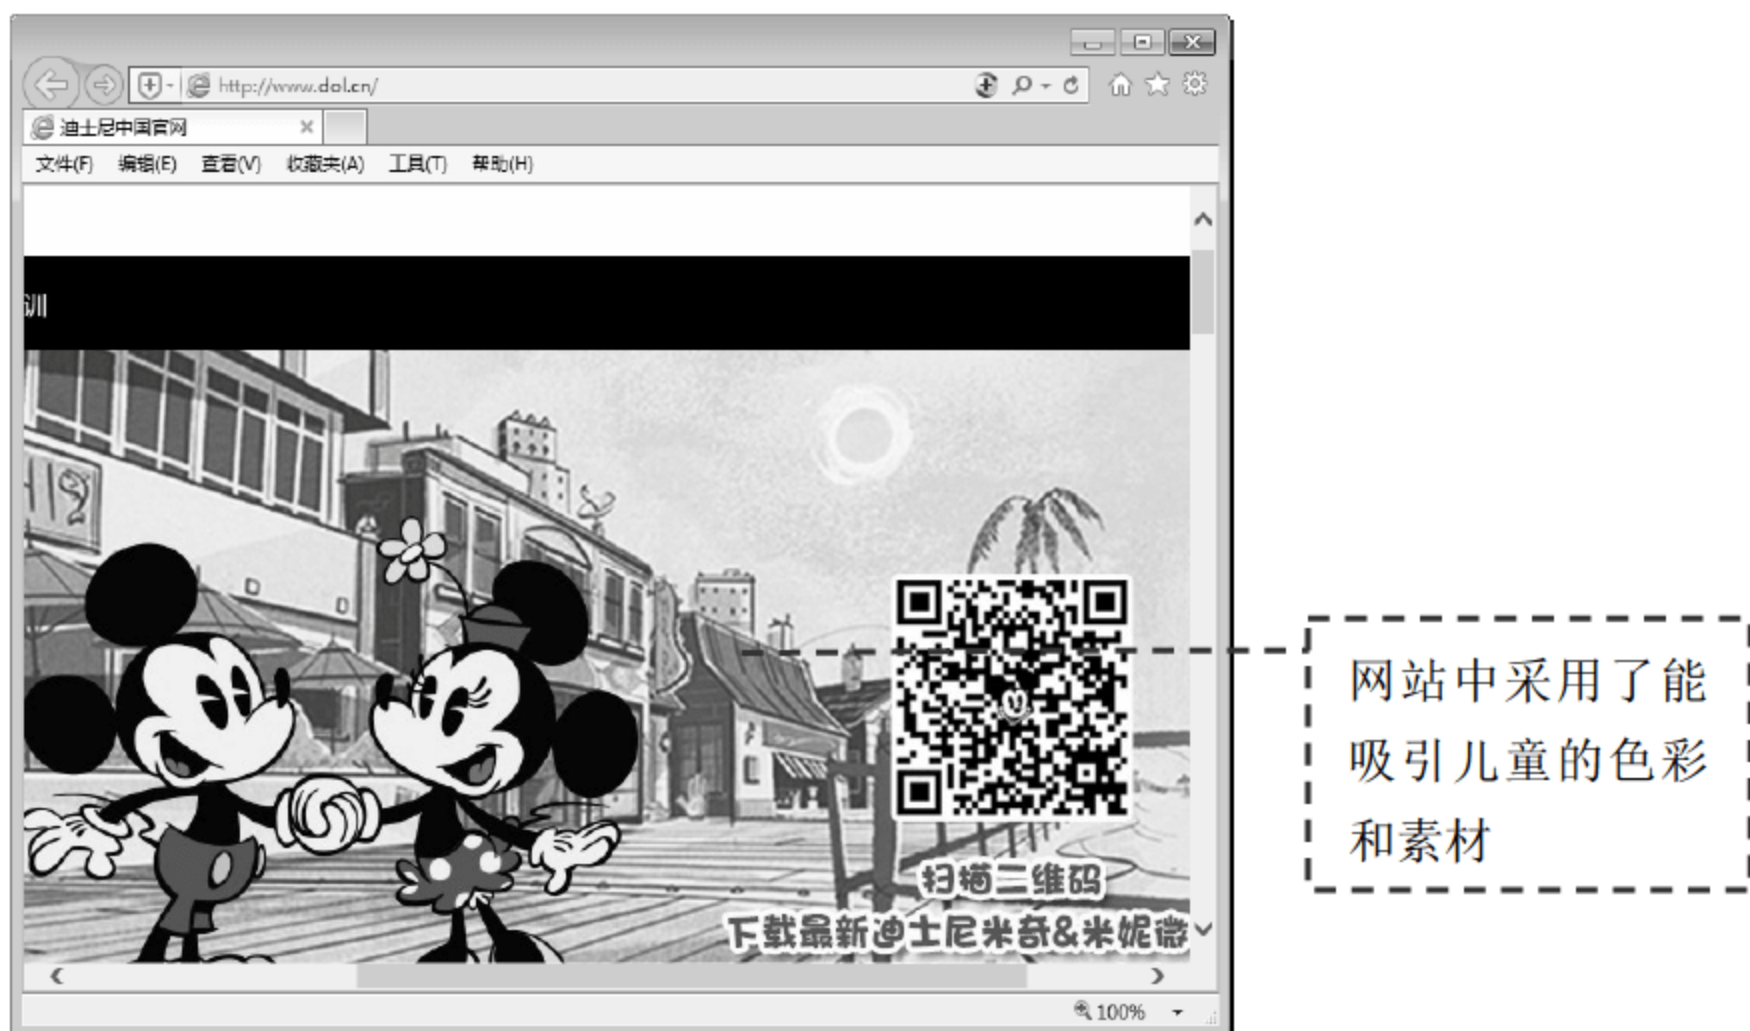 http://www.dol.cn/
迪士尼中国官网
文件(F) 编辑(E) 查看(V) 收藏夹(A) 工具(T) 帮助(H)
训
网站中采用了能
吸引儿童的色彩
和素材
扫描二维码
下载最新迪士尼米奇&米妮微
100%